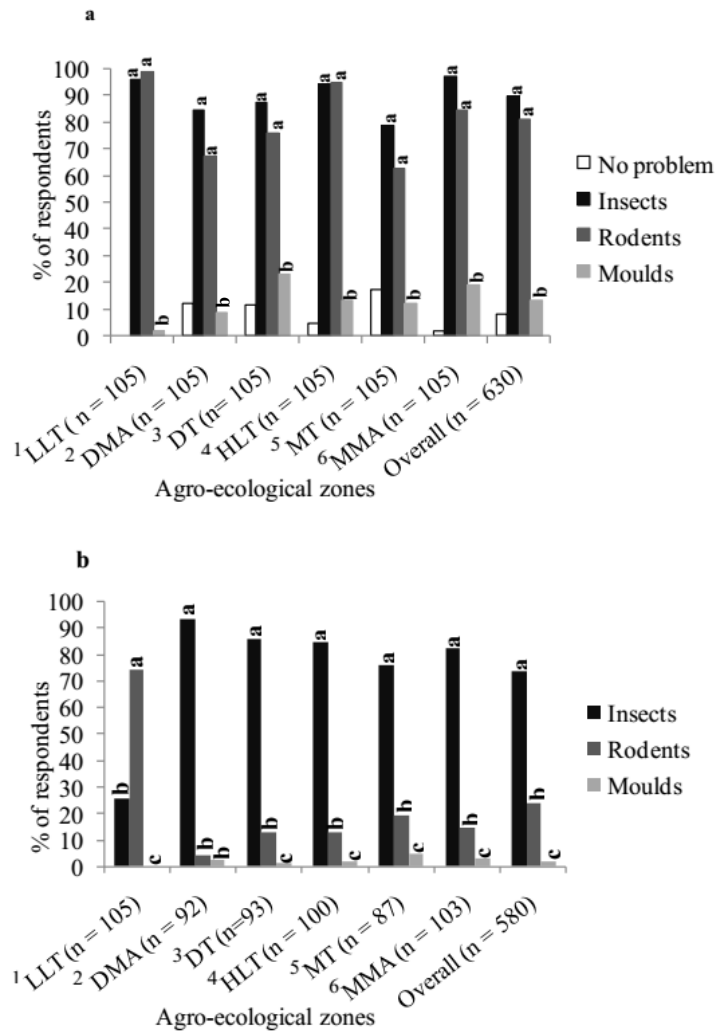 a
% of respondents
100
90
80
70
60
50
40
30
20
10
0
a a b
a a b
a a b
a a b
a a b
a a b
a a b
No problem
Insects
Rodents
Moulds
1 LLT ( n = 105)
2 DMA (n = 105)
3 DT (n= 105)
4 HLT (n = 105)
5 MT (n = 105)
6 MMA (n = 105)
Overall (n = 630)
Agro-ecological zones
b
% of respondents
100
90
80
70
60
50
40
30
20
10
0
b a c
a b b
a b c
a b c
a b c
a b c
a b c
Insects
Rodents
Moulds
1 LLT (n = 105)
2 DMA (n = 92)
3 DT (n=93)
4 HLT (n = 100)
5 MT (n = 87)
6 MMA (n = 103)
Overall (n = 580)
Agro-ecological zones